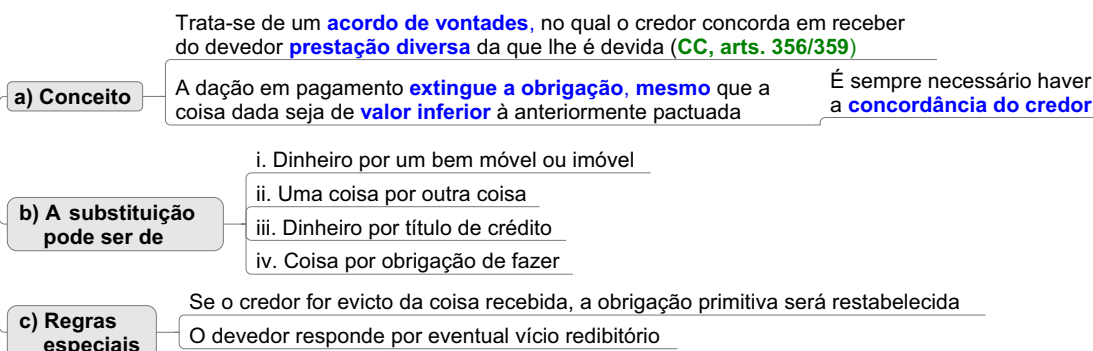 Trata-se de um acordo de vontades, no qual o credor concorda em receber
do devedor prestação diversa da que lhe é devida (CC, arts. 356/359)
a) Conceito
A dação em pagamento extingue a obrigação, mesmo que a
coisa dada seja de valor inferior à anteriormente pactuada
É sempre necessário haver
a concordância do credor
b) A substituição
pode ser de
i. Dinheiro por um bem móvel ou imóvel
ii. Uma coisa por outra coisa
iii. Dinheiro por título de crédito
iv. Coisa por obrigação de fazer
c) Regras
especiais
Se o credor for evicto da coisa recebida, a obrigação primitiva será restabelecida
O devedor responde por eventual vício redibitório